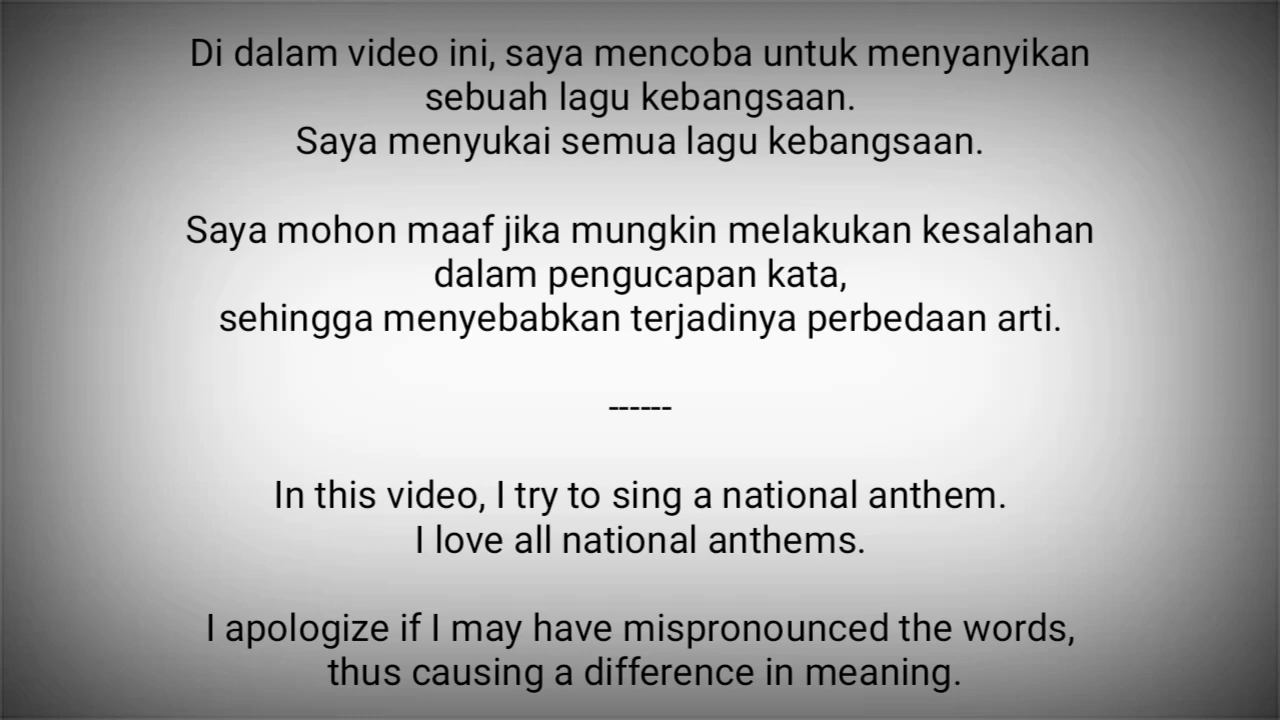 Di dalam video ini, saya mencoba untuk menyanyikan
sebuah lagu kebangsaan.
Saya menyukai semua lagu kebangsaan.
Saya mohon maaf jika mungkin melakukan kesalahan
dalam pengucapan kata,
sehingga menyebabkan terjadinya perbedaan arti.
------
In this video, I try to sing a national anthem.
I love all national anthems.
I apologize if I may have mispronounced the words,
thus causing a difference in meaning.